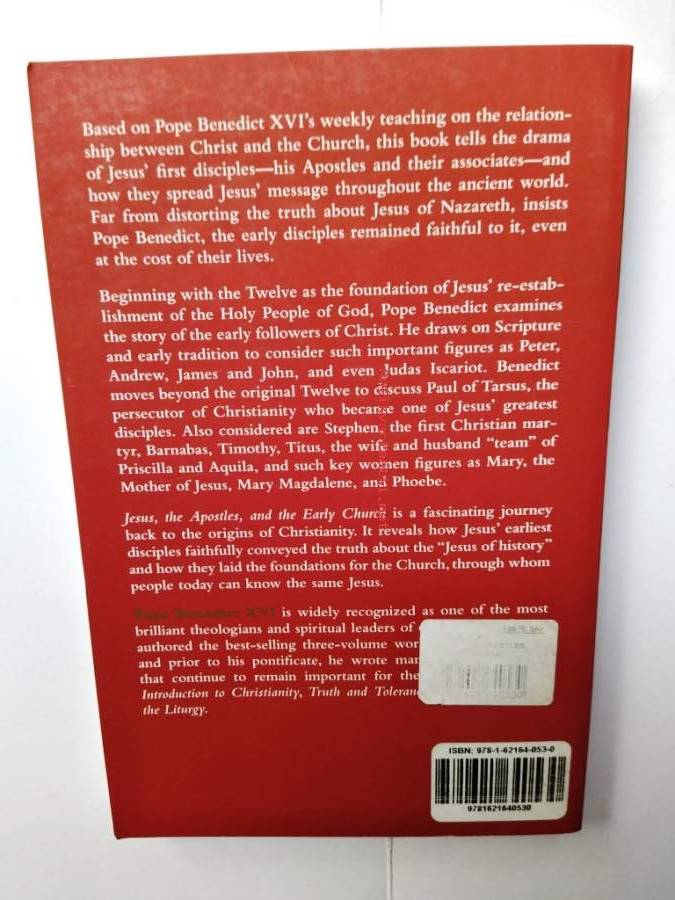 Based on Pope Benedict XVI's weekly teaching on the relation-
ship between Christ and the Church, this book tells the drama
of Jesus' first disciples—his Apostles and their associates—and
how they spread Jesus' message throughout the ancient world.
Far from distorting the truth about Jesus of Nazareth, insists
Pope Benedict, the early disciples remained faithful to it, even
at the cost of their lives.
Beginning with the Twelve as the foundation of Jesus' re-estab-
lishment of the Holy People of God, Pope Benedict examines
the story of the early followers of Christ. He draws on Scripture
and early tradition to consider such important figures as Peter,
Andrew, James and John, and even Judas Iscariot. Benedict
moves beyond the original Twelve to discuss Paul of Tarsus, the
persecutor of Christianity who became one of Jesus' greatest
disciples. Also considered are Stephen, the first Christian mar-
tyr, Barnabas, Timothy, Titus, the wife and husband “team” of
Priscilla and Aquila, and such key women figures as Mary, the
Mother of Jesus, Mary Magdalene, and Phoebe.
Jesus, the Apostles, and the Early Church is a fascinating journey
back to the origins of Christianity. It reveals how Jesus' earliest
disciples faithfully conveyed the truth about the “Jesus of history”
and how they laid the foundations for the Church, through whom
people today can know the same Jesus.
Pope Benedict XVI is widely recognized as one of the most
brilliant theologians and spiritual leaders of
authored the best-selling three-volume
and prior to his pontificate, he wrote
that continue to remain important for the
Introduction to Christianity, Truth and
the Liturgy.
ISBN: 978-1-62164-053-0
9781621640530